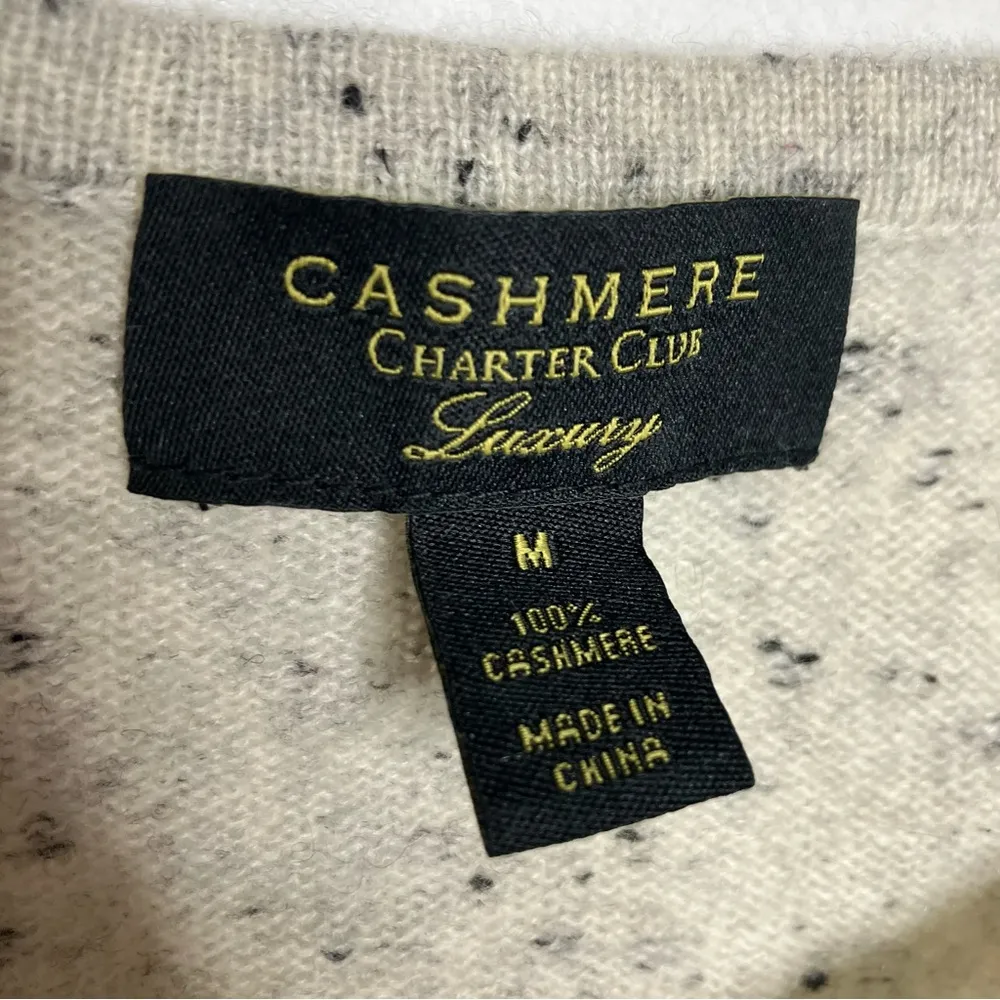 CASHMERE
CHARTER CLUB
Luxury
M
100%
CASHMERE
MADE IN
CHINA